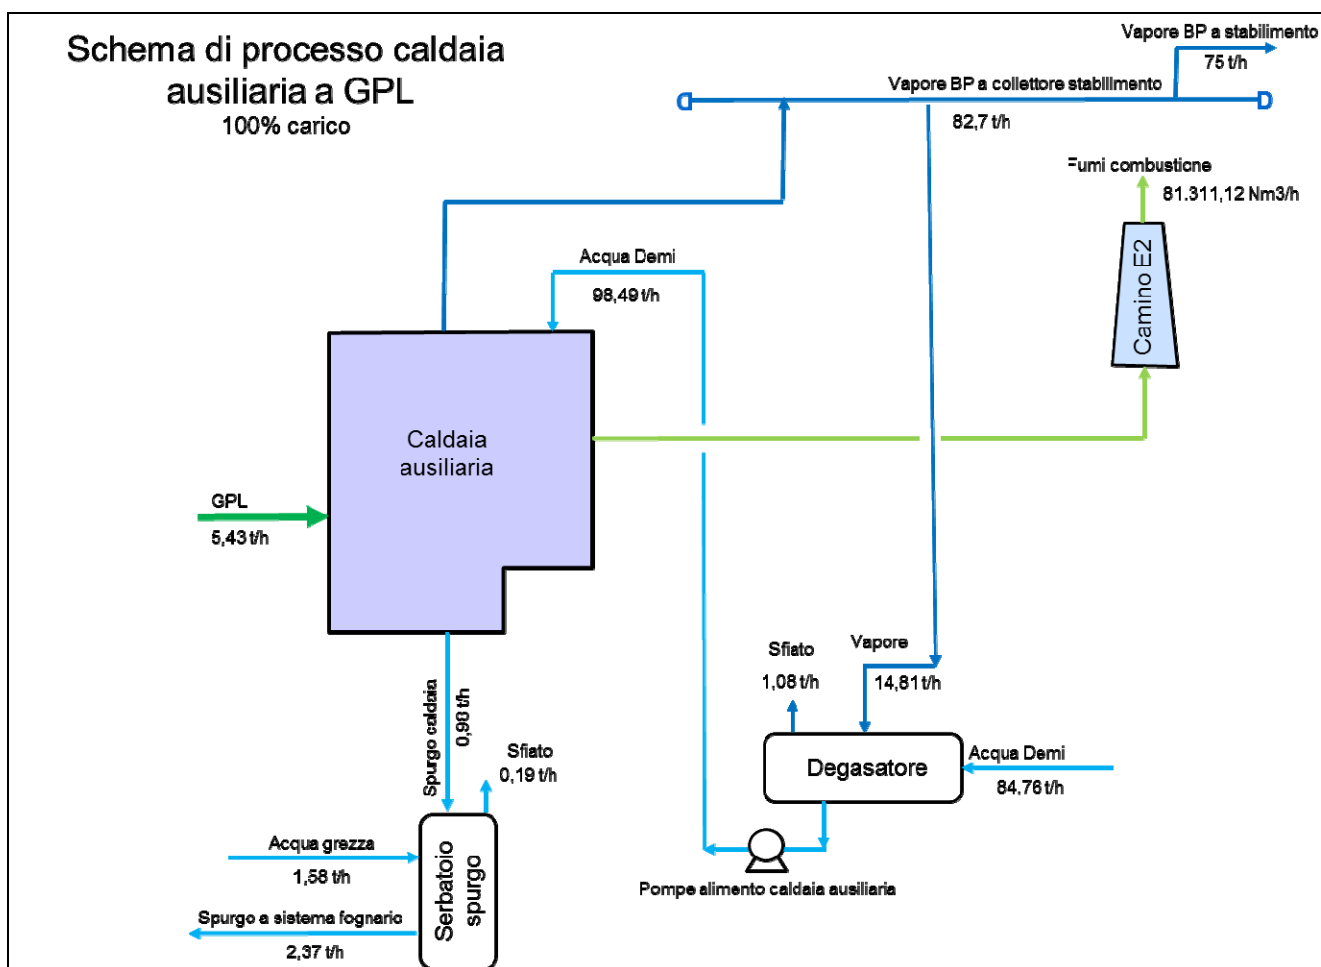 Schema di processo caldaia
ausiliaria a GPL
100% carico
Vapore BP a stabilimento
75 t/h
Vapore BP a collettore stabilimento
82,7 t/h
Fumi combustione
81.311,12 Nm3/h
Camino E2
Acqua Demi
98,49 t/h
Caldaia
ausiliaria
GPL
5,43 t/h
Spurgo caldaia
0,98 t/h
Sfiato
0,19 t/h
Sfiato
1,08 t/h
Vapore
14,81 t/h
Degasatore
Acqua Demi
84,76 t/h
Pompe alimento caldaia ausiliaria
Acqua grezza
1,58 t/h
Serbatoio
spurgo
Spurgo a sistema fognario
2,37 t/h